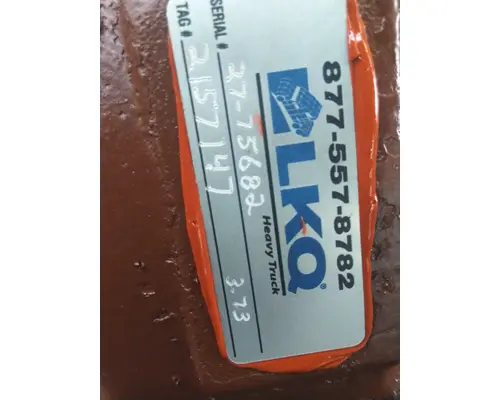 877-557-8782
LKQ®
Heavy Truck
SERIAL # 27-75682
TAG # 2157147 3.73